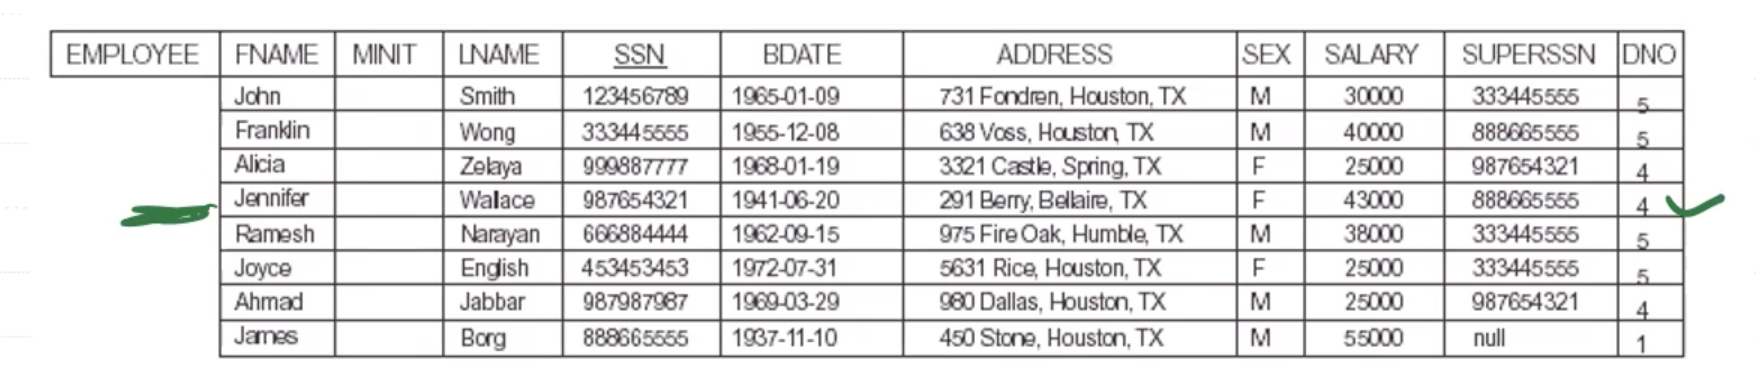 EMPLOYEE FNAME MINIT LNAME SSN BDATE ADDRESS SEX SALARY SUPERSSN DNO
John Smith 123456789 1965-01-09 731 Fondren, Houston, TX M 30000 333445555 5
Franklin Wong 333445555 1955-12-08 638 Voss, Houston, TX M 40000 888665555 5
Alicia Zelaya 999887777 1968-01-19 3321 Castle, Spring, TX F 25000 987654321 4
Jennifer Wallace 987654321 1941-06-20 291 Berry, Bellaire, TX F 43000 888665555 4
Ramesh Narayan 666884444 1962-09-15 975 Fire Oak, Humble, TX M 38000 333445555 5
Joyce English 453453453 1972-07-31 5631 Rice, Houston, TX F 25000 333445555 5
Ahmad Jabbar 987987987 1969-03-29 980 Dallas, Houston, TX M 25000 987654321 4
James Borg 888665555 1937-11-10 450 Stone, Houston, TX M 55000 null 1